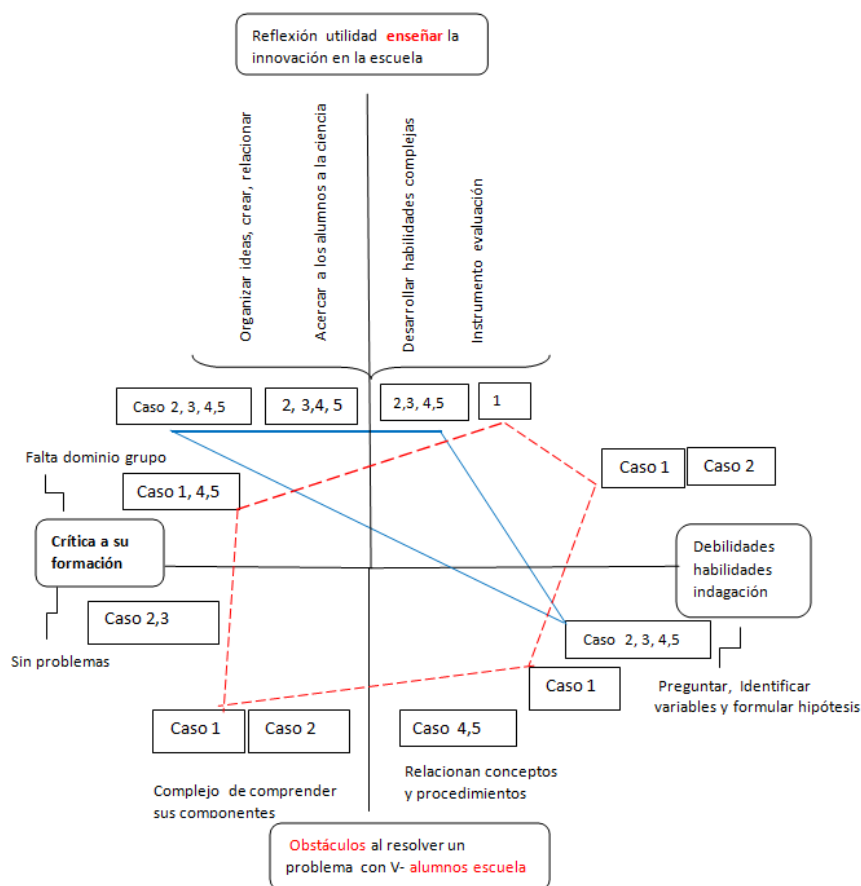 Reflexión utilidad enseñar la
innovación en la escuela
Organizar ideas, crear, relacionar
Acercar a los alumnos a la ciencia
Desarrollar habilidades complejas
Instrumento evaluación
Caso 2, 3, 4,5
2, 3,4, 5
2,3, 4,5
1
Falta dominio grupo
Caso 1, 4,5
Caso 1
Caso 2
Crítica a su
formación
Debilidades
habilidades
indagación
Caso 2,3
Caso 2, 3, 4,5
Sin problemas
Caso 1
Preguntar, Identificar
variables y formular hipótesis
Caso 1
Caso 2
Caso 4,5
Complejo de comprender
sus componentes
Relacionan conceptos
y procedimientos
Obstáculos al resolver un
problema con V- alumnos escuela